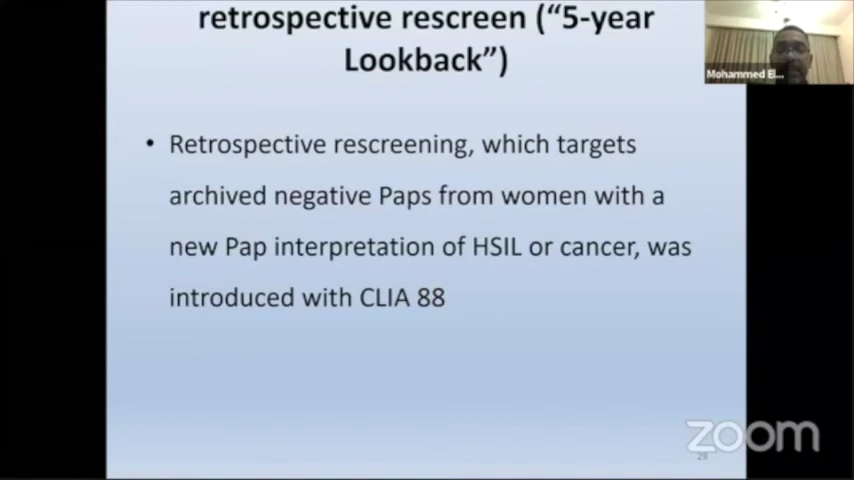 retrospective rescreen (“5-year
Lookback”)
Mohammed El...
• Retrospective rescreening, which targets
archived negative Paps from women with a
new Pap interpretation of HSIL or cancer, was
introduced with CLIA 88
zoom
29